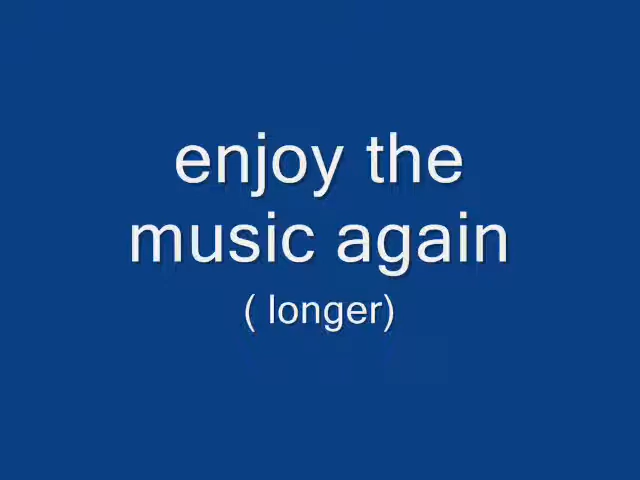 enjoy the
music again
( longer)